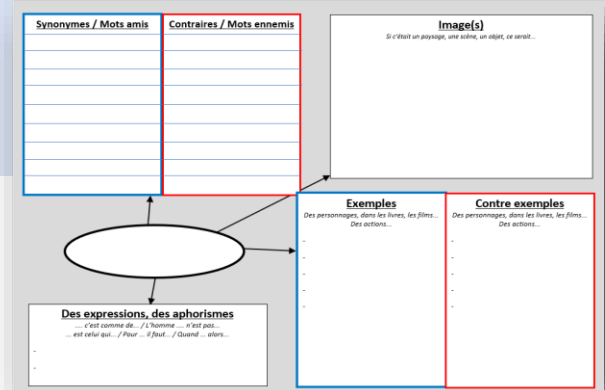 Synonymes / Mots amis
Contraires / Mots ennemis
Image(s)
Si c'était un paysage, une scène, un objet, ce serait...
Exemples
Des personnages, dans les livres, les films...
Des actions...
-
-
-
-
-
Contre exemples
Des personnages, dans les livres, les films...
Des actions...
-
-
-
-
-
Des expressions, des aphorismes
.... c'est comme de... / L'homme .... n'est pas...
... est celui qui... / Pour ... il faut... / Quand ... alors...
-
-